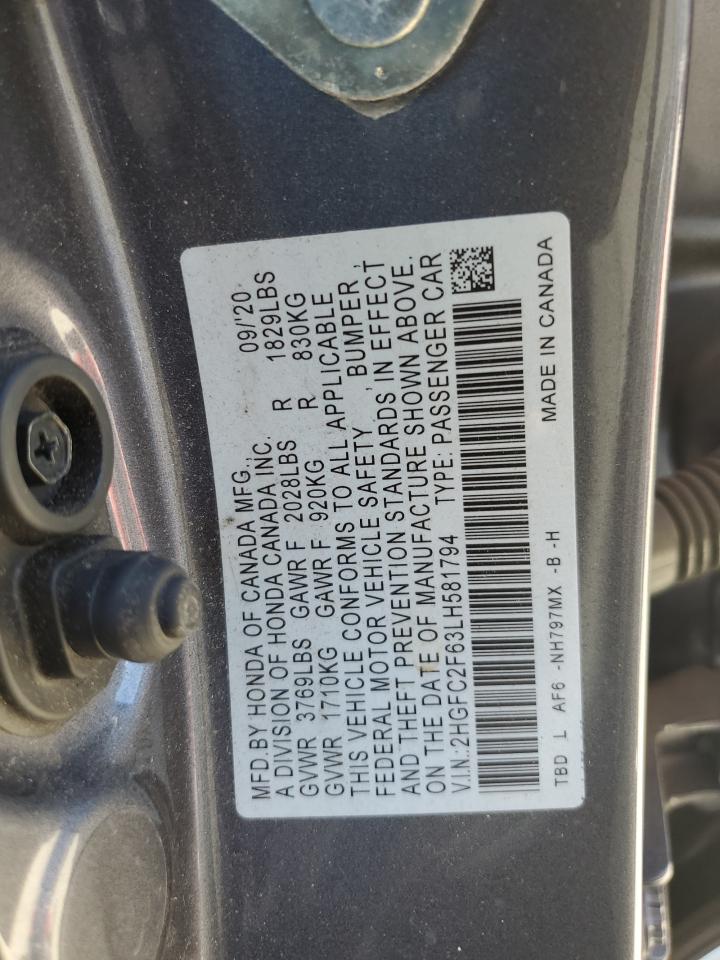 MFD.BY HONDA OF CANADA MFG., 09/'20
A DIVISION OF HONDA CANADA INC.
GVWR 3769LBS GAWR F 2028LBS R 1829LBS
GVWR 1710KG GAWR F 920KG R 830KG
THIS VEHICLE CONFORMS TO ALL APPLICABLE
FEDERAL MOTOR VEHICLE SAFETY, BUMPER,
AND THEFT PREVENTION STANDARDS IN EFFECT
ON THE DATE OF MANUFACTURE SHOWN ABOVE.
V.I.N.:2HGFC2F63LH581794 TYPE: PASSENGER CAR
TBD L AF6 -NH797MX -B -H MADE IN CANADA